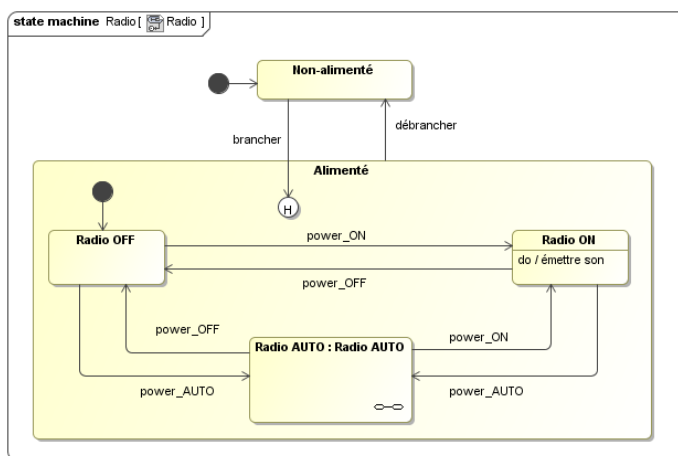 state machine Radio [ Radio ]
Non-alimenté
brancher
débrancher
Alimenté
H
Radio OFF
power_ON
Radio ON
do / émettre son
power_OFF
power_OFF
Radio AUTO : Radio AUTO
power_ON
power_AUTO
power_AUTO